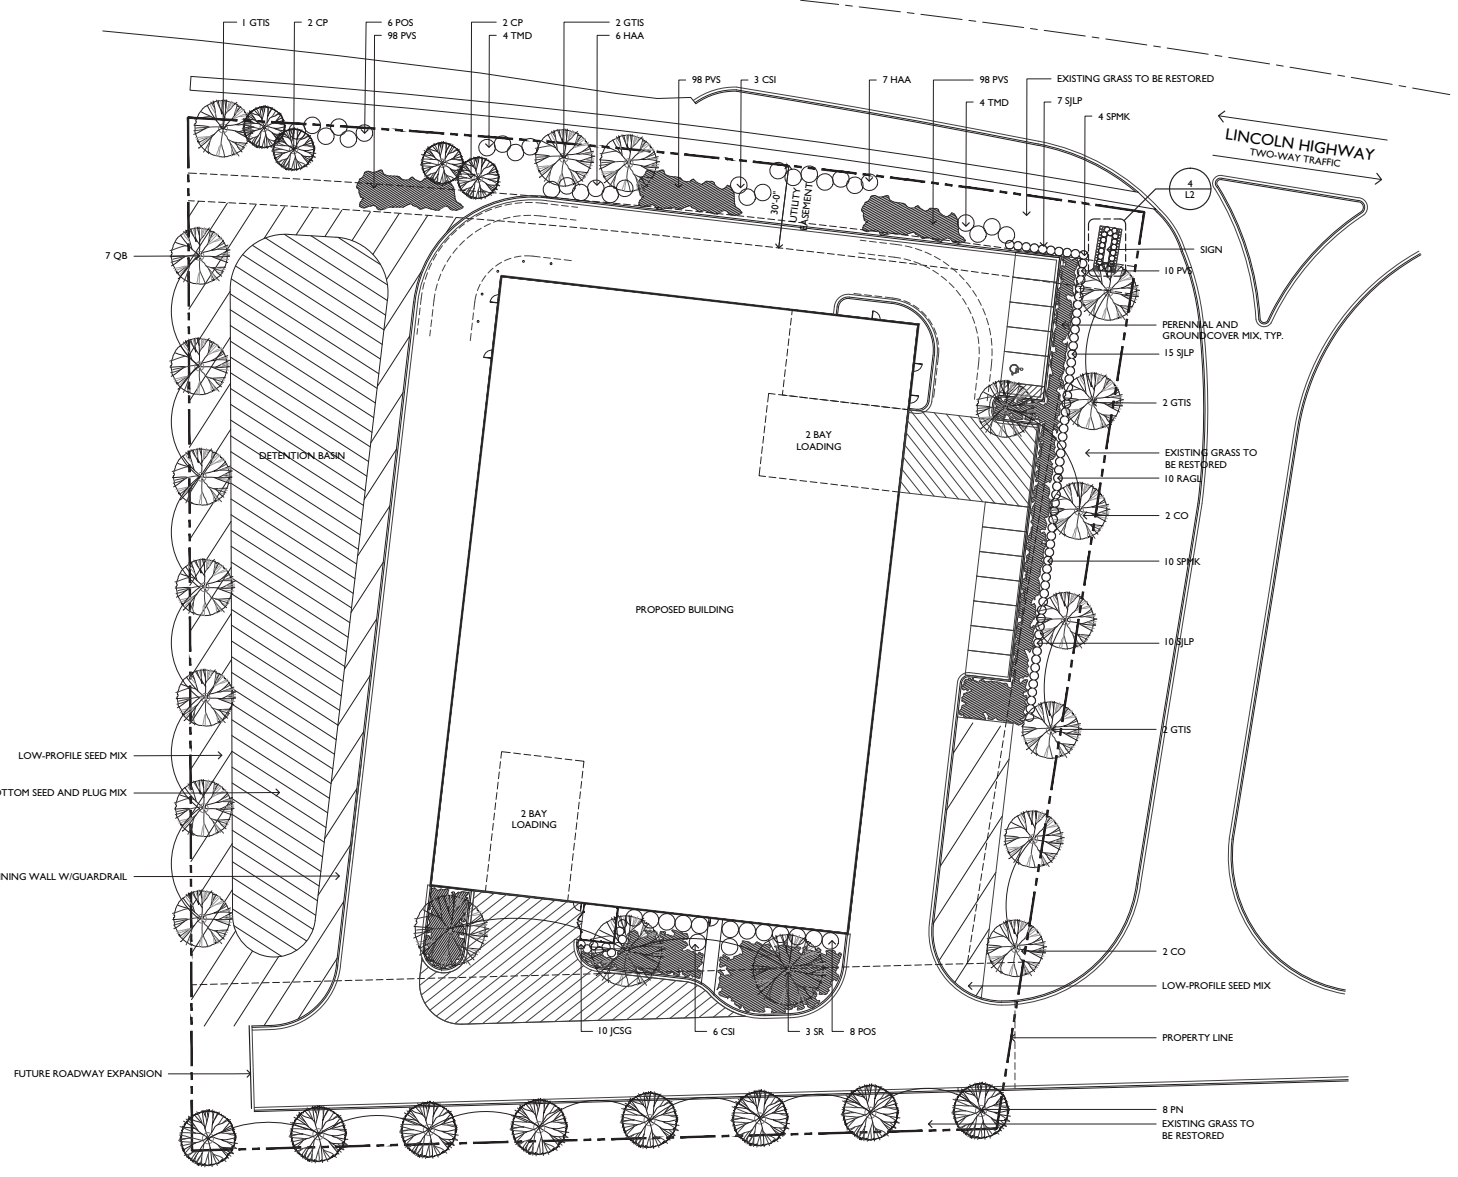 1 GTIS
2 CP
6 POS
98 PVS
2 CP
4 TMD
2 GTIS
6 HAA
98 PVS
3 CSI
7 HAA
98 PVS
4 TMD
EXISTING GRASS TO BE RESTORED
7 SJLP
4 SPMK
LINCOLN HIGHWAY
TWO-WAY TRAFFIC
4
L2
30'-0"
UTILITY
EASEMENT
7 QB
SIGN
10 PVS
PERENNIAL AND
GROUNDCOVER MIX, TYP.
15 SJLP
2 GTIS
2 BAY
LOADING
DETENTION BASIN
EXISTING GRASS TO
BE RESTORED
10 RAGL
2 CO
10 SPMK
PROPOSED BUILDING
10 SJLP
2 GTIS
LOW-PROFILE SEED MIX
SEED AND PLUG MIX
2 BAY
LOADING
WALL W/GUARDRAIL
2 CO
LOW-PROFILE SEED MIX
10 JCSG
6 CSI
3 SR
8 POS
PROPERTY LINE
FUTURE ROADWAY EXPANSION
8 PN
EXISTING GRASS TO
BE RESTORED